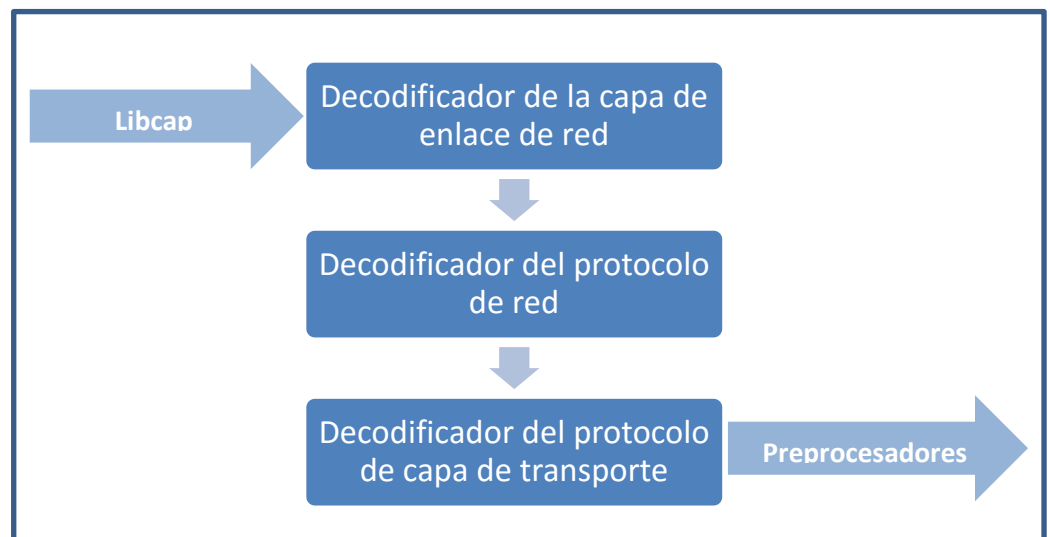 Libcap
Decodificador de la capa de
enlace de red
Decodificador del protocolo
de red
Decodificador del protocolo
de capa de transporte
Preprocesadores